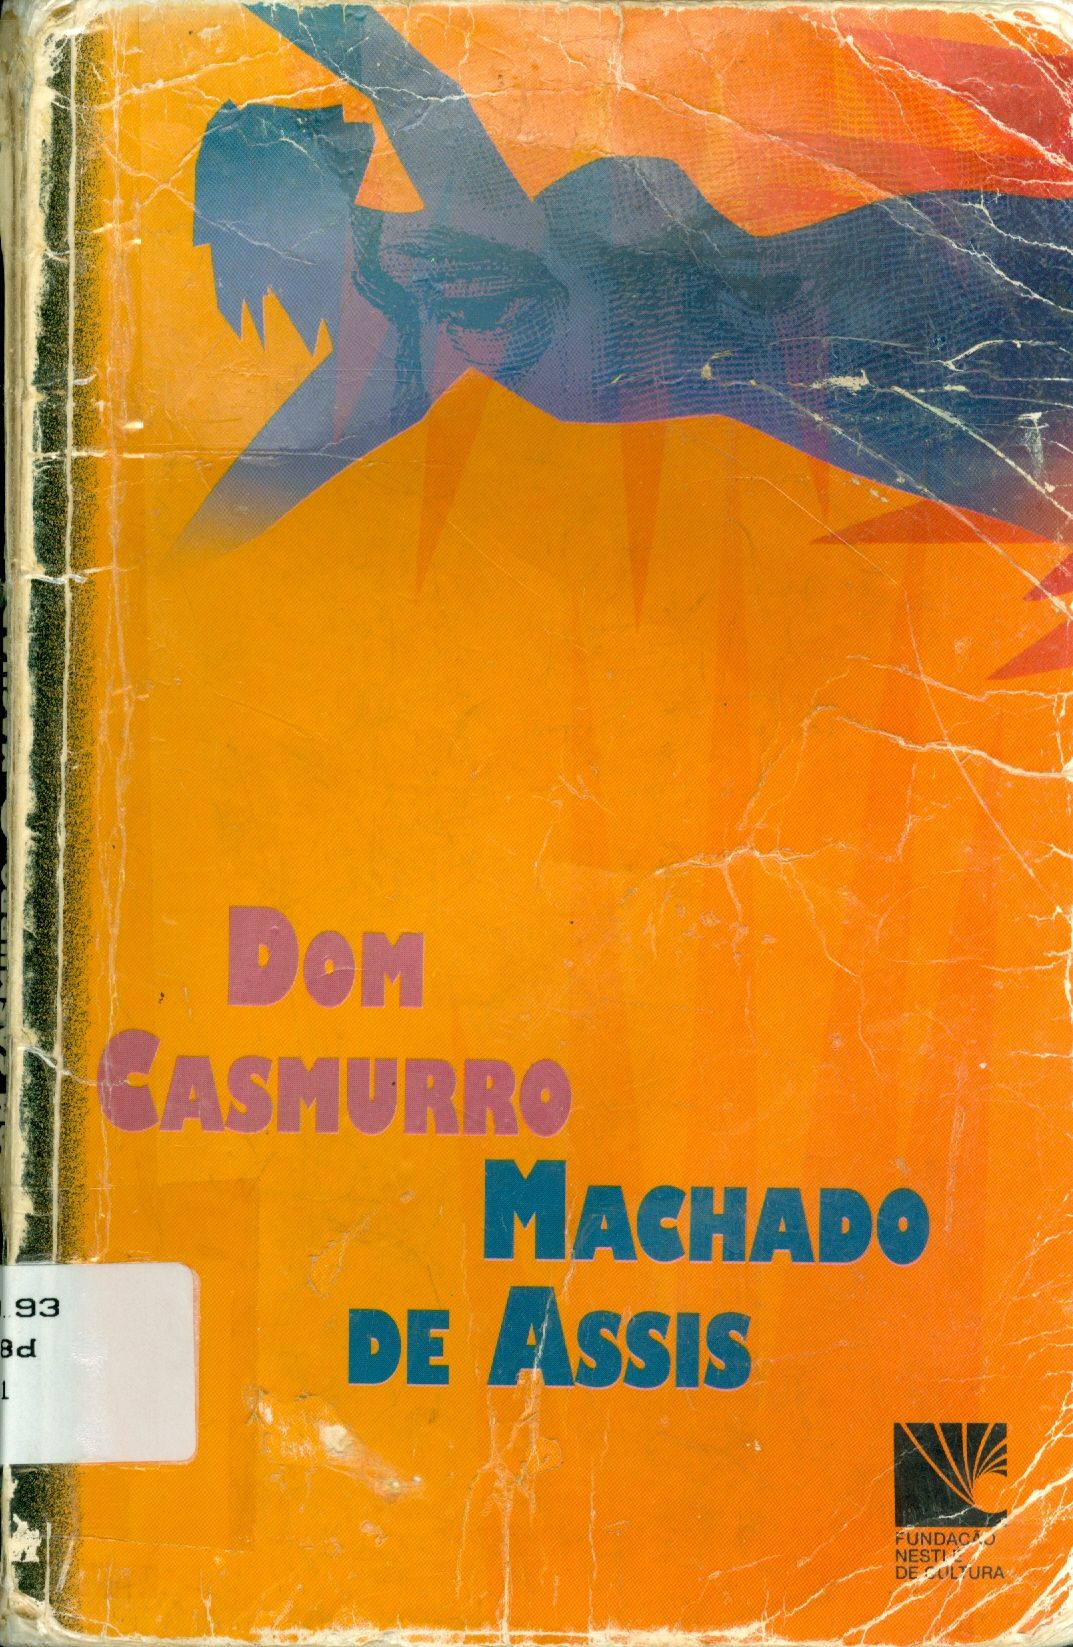 DOM
CASMURRO
MACHADO
DE ASSIS
.93
8d
1
FUNDAÇÃO
NESTLÉ
DE CULTURA